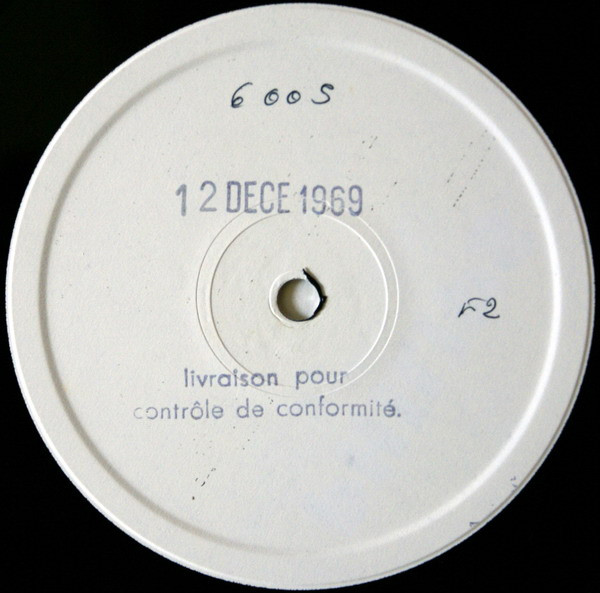 600S
12 DECE 1969
F2
livraison pour
contrôle de conformité.